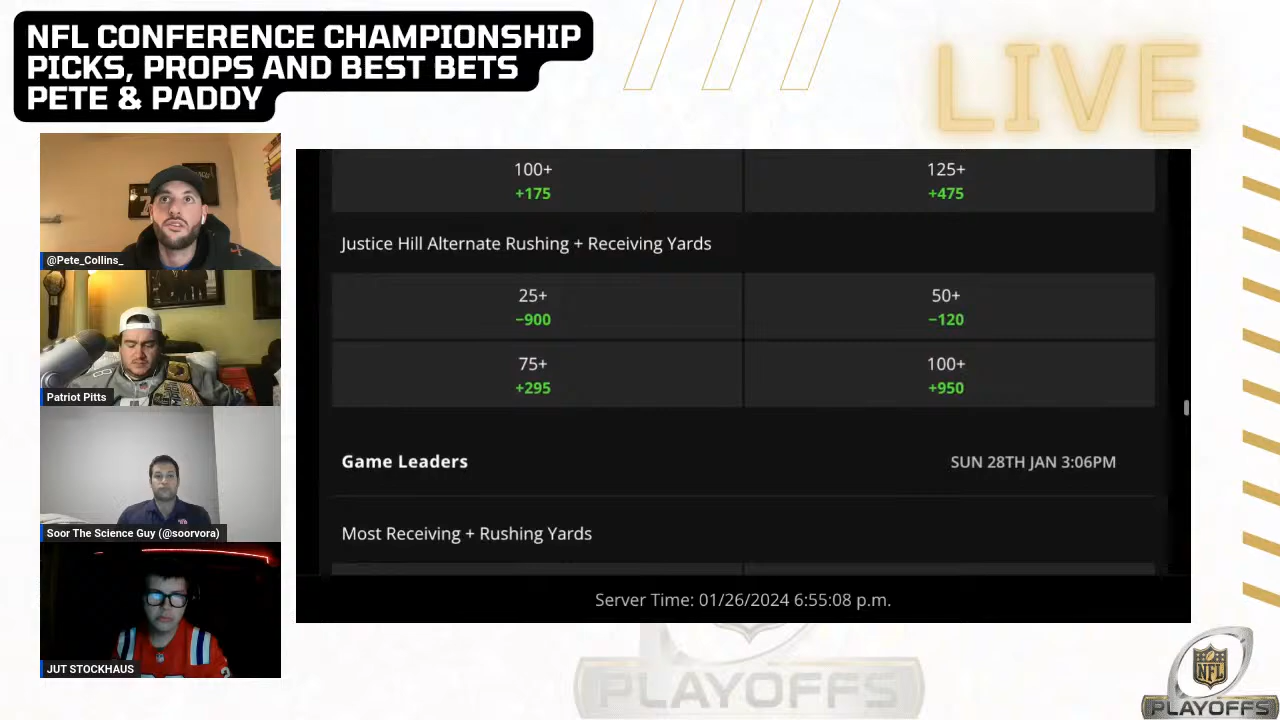 NFL CONFERENCE CHAMPIONSHIP
PICKS, PROPS AND BEST BETS
PETE & PADDY
LIVE
@Pete_Collins_
Patriot Pitts
Soor The Science Guy (@soorvora)
JUT STOCKHAUS
100+
+175
125+
+475
Justice Hill Alternate Rushing + Receiving Yards
25+
−900
50+
−120
75+
+295
100+
+950
Game Leaders
SUN 28TH JAN 3:06PM
Most Receiving + Rushing Yards
Server Time: 01/26/2024 6:55:08 p.m.
PLAYOFFS
NFL
PLAYOFFS